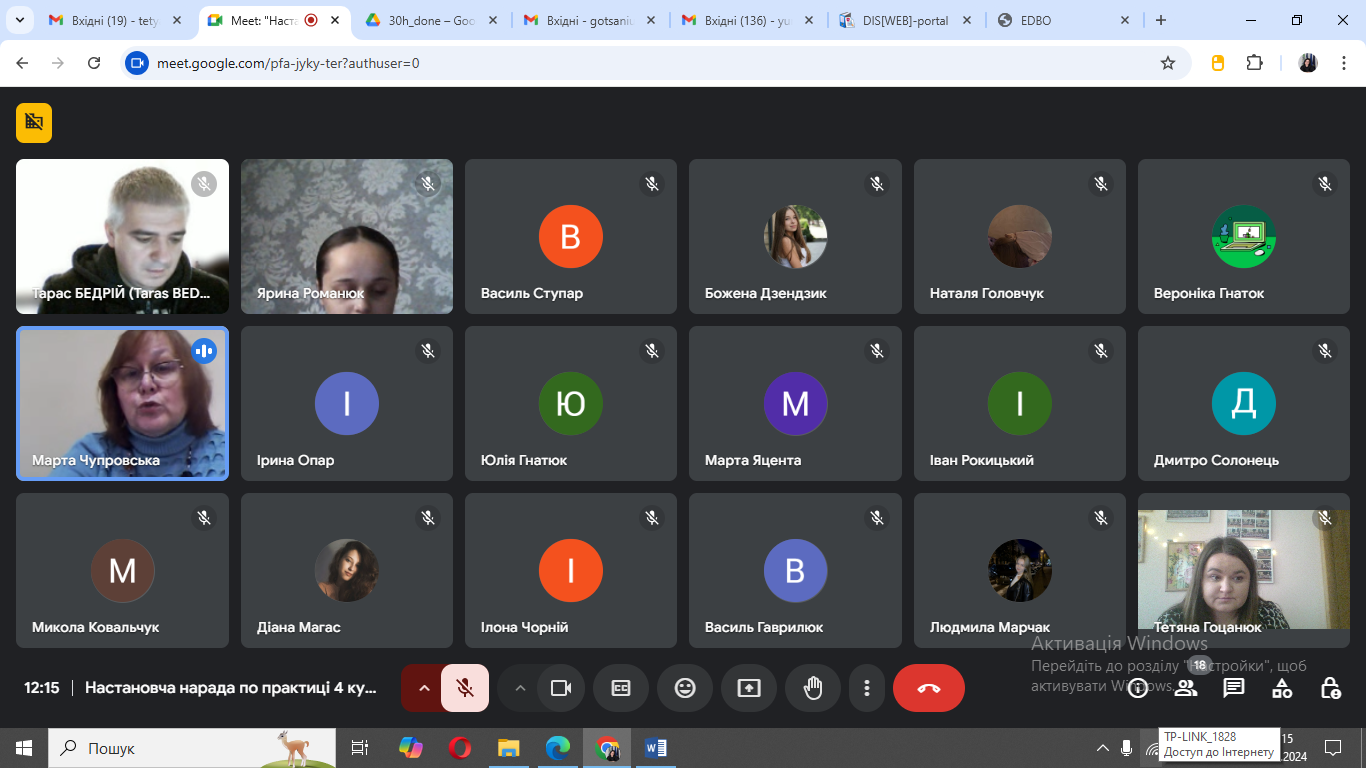 Вхідні (19) - tety
Meet: "Наста
30h_done – Goo
Вхідні - gotsaniu
Вхідні (136) - yu
DIS[WEB]-portal
EDBO
meet.google.com/pfa-jyky-ter?authuser=0
Тарас БЕДРІЙ (Taras BED...
Ярина Романюк
В
Василь Ступар
Божена Дзендзик
Наталя Головчук
Вероніка Гнаток
Марта Чупровська
І
Ірина Опар
Ю
Юлія Гнатюк
М
Марта Яцента
І
Іван Рокицький
Д
Дмитро Солонець
М
Микола Ковальчук
Діана Магас
І
Ілона Чорній
В
Василь Гаврилюк
Людмила Марчак
Тетяна Гоцанюк
Активація Windows
Перейдіть до розділу "Настройки", щоб
активувати Windows.
12:15
Настановча нарада по практиці 4 ку...
18
Пошук
TP-LINK_1828
Доступ до Інтернету
15
2024